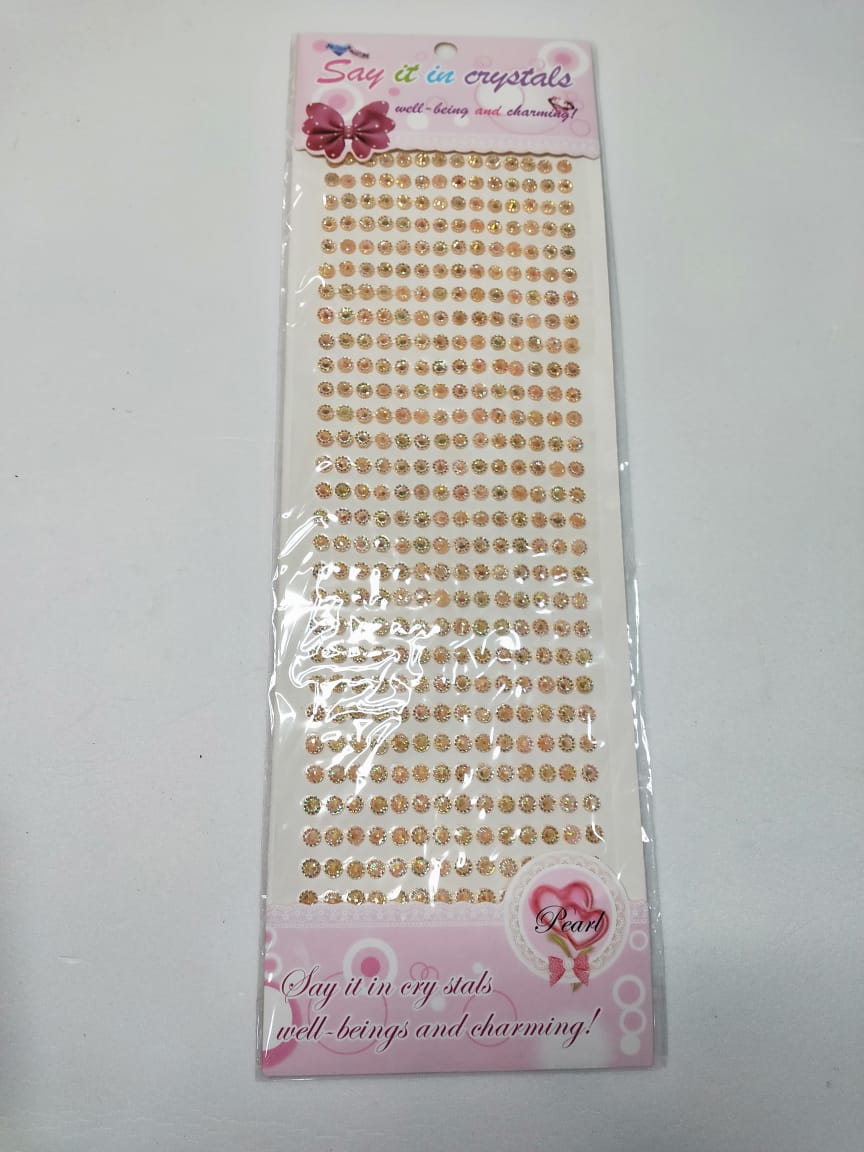 Say it in crystals
well-being and charming!
Pearl
Say it in cry stals
well-beings and charming!